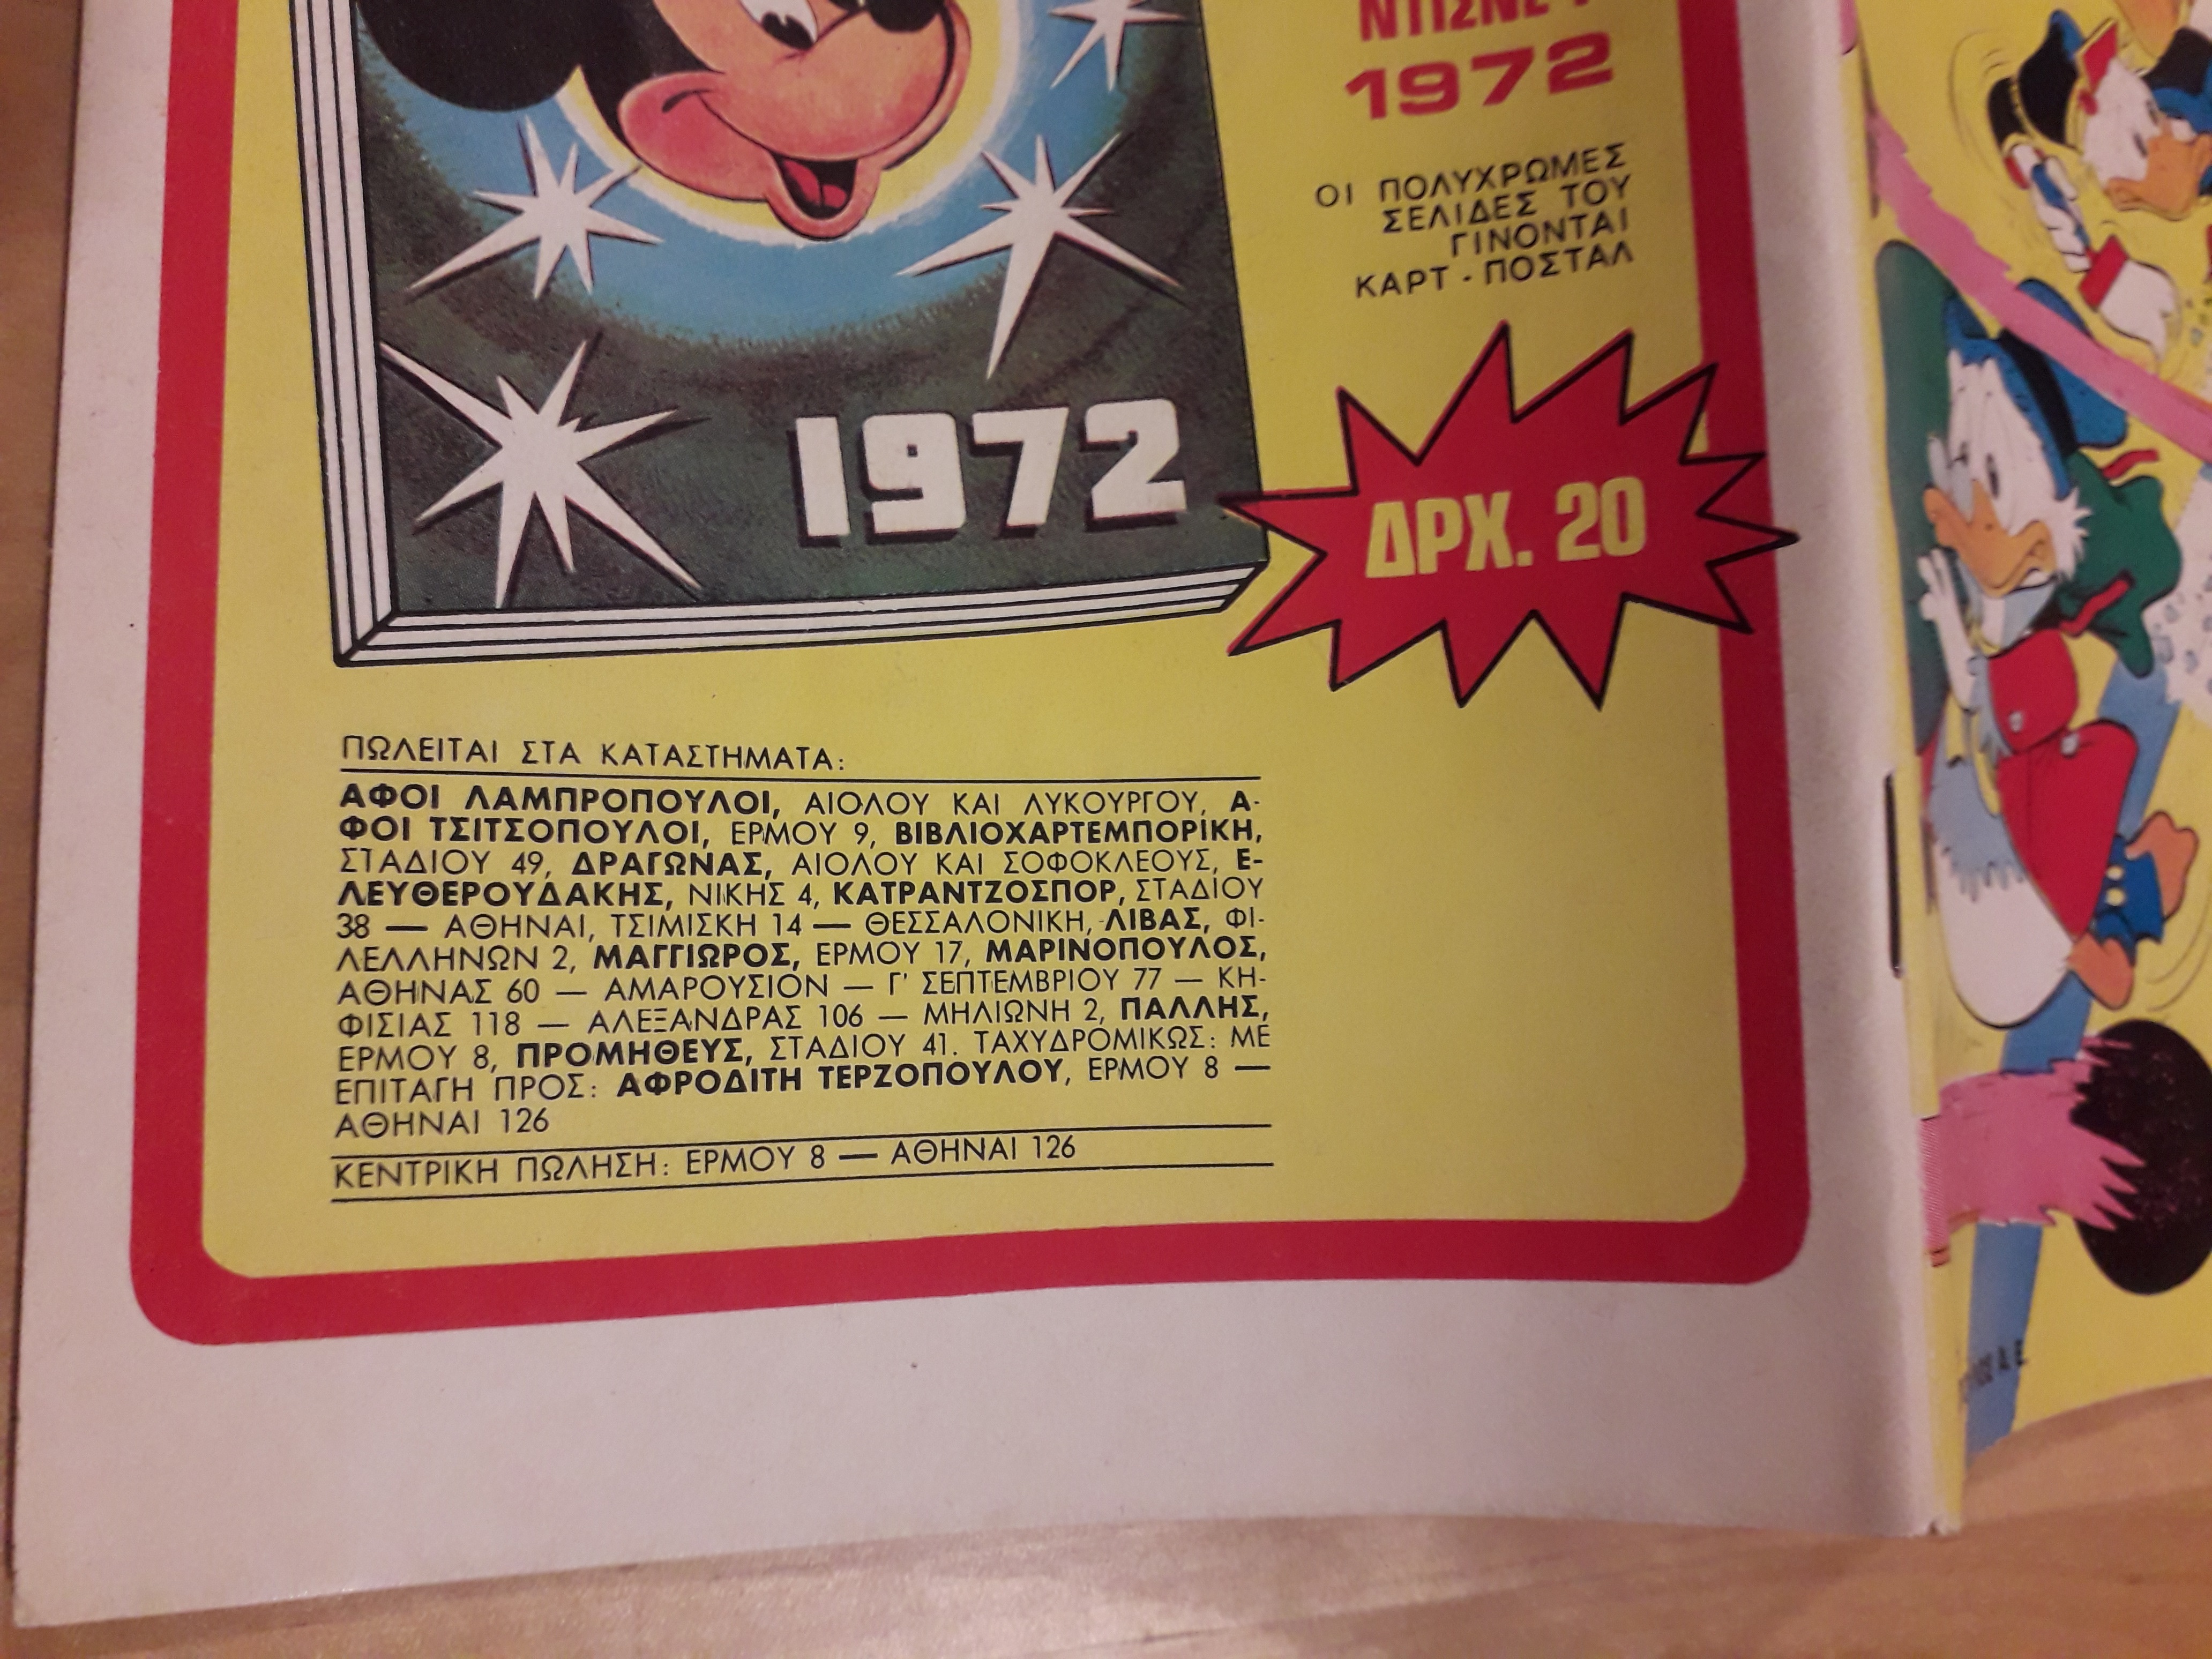 1972
ΟΙ ΠΟΛΥΧΡΩΜΕΣ
ΣΕΛΙΔΕΣ ΤΟΥ
ΓΙΝΟΝΤΑΙ
ΚΑΡΤ - ΠΟΣΤΑΛ
1972
ΔΡΧ. 20
ΠΩΛΕΙΤΑΙ ΣΤΑ ΚΑΤΑΣΤΗΜΑΤΑ:
ΑΦΟΙ ΛΑΜΠΡΟΠΟΥΛΟΙ, ΑΙΟΛΟΥ ΚΑΙ ΛΥΚΟΥΡΓΟΥ, Α-
ΦΟΙ ΤΣΙΤΣΟΠΟΥΛΟΙ, ΕΡΜΟΥ 9, ΒΙΒΛΙΟΧΑΡΤΕΜΠΟΡΙΚΗ,
ΣΤΑΔΙΟΥ 49, ΔΡΑΓΩΝΑΣ, ΑΙΟΛΟΥ ΚΑΙ ΣΟΦΟΚΛΕΟΥΣ, Ε-
ΛΕΥΘΕΡΟΥΔΑΚΗΣ, ΝΙΚΗΣ 4, ΚΑΤΡΑΝΤΖΟΣΠΟΡ, ΣΤΑΔΙΟΥ
38 — ΑΘΗΝΑΙ, ΤΣΙΜΙΣΚΗ 14 — ΘΕΣΣΑΛΟΝΙΚΗ, ΛΙΒΑΣ, ΦΙ-
ΛΕΛΛΗΝΩΝ 2, ΜΑΓΓΙΩΡΟΣ, ΕΡΜΟΥ 17, ΜΑΡΙΝΟΠΟΥΛΟΣ,
ΑΘΗΝΑΣ 60 — ΑΜΑΡΟΥΣΙΟΝ — Γ' ΣΕΠΤΕΜΒΡΙΟΥ 77 — ΚΗ-
ΦΙΣΙΑΣ 118 — ΑΛΕΞΑΝΔΡΑΣ 106 — ΜΗΛΙΩΝΗ 2, ΠΑΛΛΗΣ,
ΕΡΜΟΥ 8, ΠΡΟΜΗΘΕΥΣ, ΣΤΑΔΙΟΥ 41. ΤΑΧΥΔΡΟΜΙΚΩΣ: ΜΕ
ΕΠΙΤΑΓΗ ΠΡΟΣ: ΑΦΡΟΔΙΤΗ ΤΕΡΖΟΠΟΥΛΟΥ, ΕΡΜΟΥ 8 —
ΑΘΗΝΑΙ 126
ΚΕΝΤΡΙΚΗ ΠΩΛΗΣΗ: ΕΡΜΟΥ 8 — ΑΘΗΝΑΙ 126